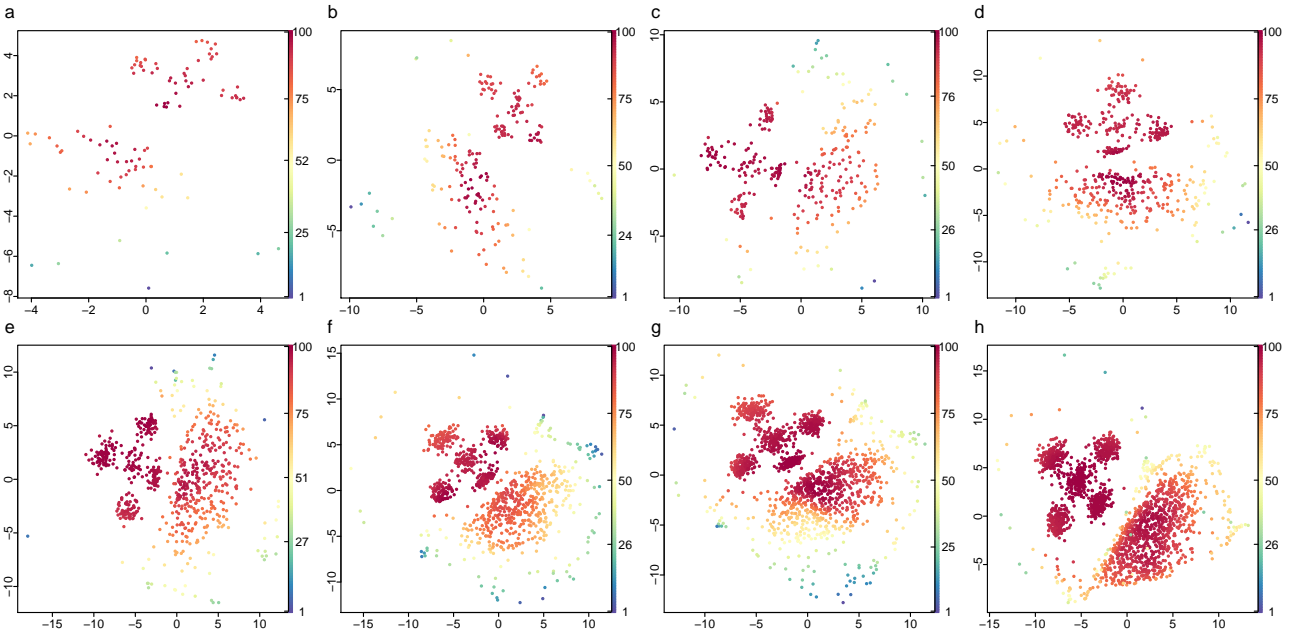 a b c d
100 75 52 25 1
4 2 0 −2 −4 −6 −8
−4 −2 0 2 4
100 75 50 24 1
5 0 −5
−10 −5 0 5
100 76 50 26 1
10 5 0 −5
−10 −5 0 5 10
100 75 50 26 1
10 5 0 −5 −10
−10 −5 0 5 10
e f g h
100 75 51 27 1
10 5 0 −5 −10
−15 −10 −5 0 5 10
100 75 50 26 1
15 10 5 0 −5 −10
−15 −10 −5 0 5 10
100 75 50 25 1
10 5 0 −5 −10
−10 −5 0 5 10
100 75 50 26 1
15 10 5 0 −5
−15 −10 −5 0 5 10